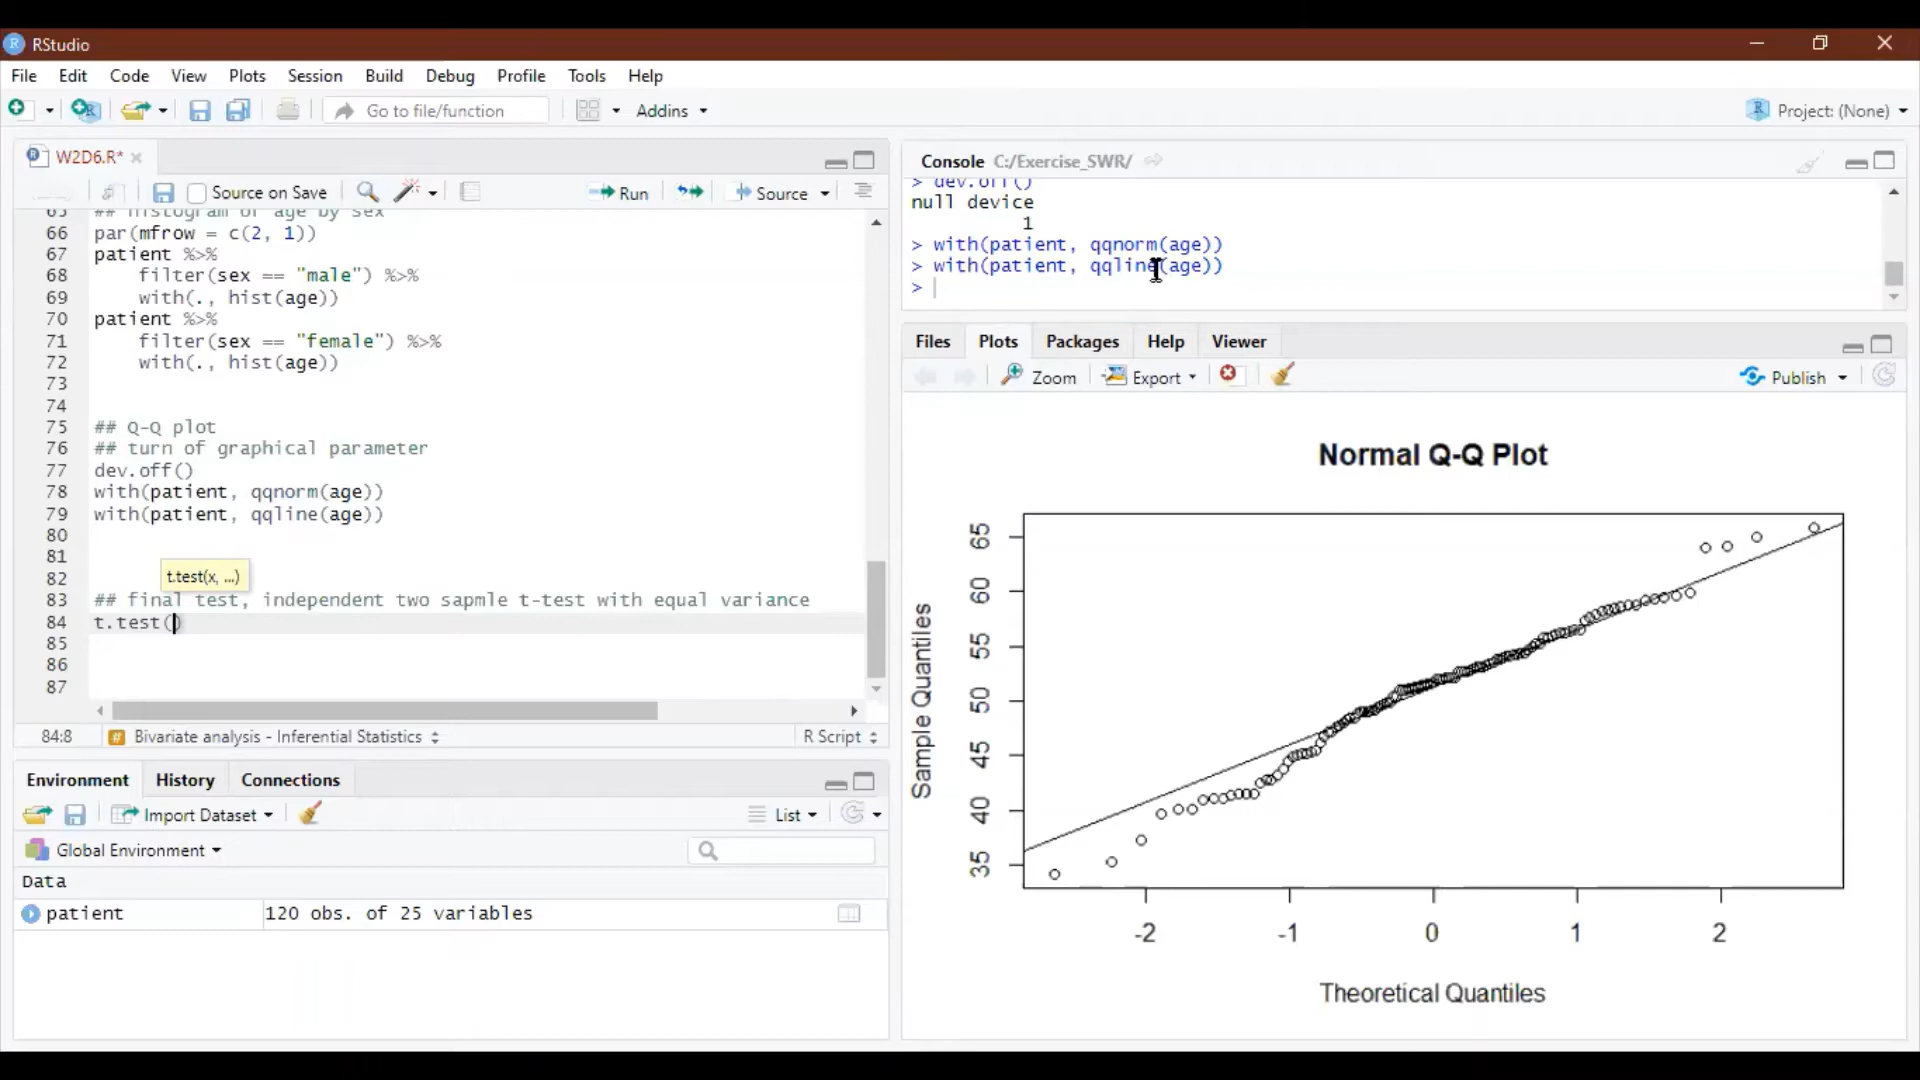 RStudio
File Edit Code View Plots Session Build Debug Profile Tools Help
Go to file/function Addins Project: (None)
W2D6.R*
Source on Save Run Source
65 ## histogram of age by sex
66 par(mfrow = c(2, 1))
67 patient %>%
68 filter(sex == "male") %>%
69 with(., hist(age))
70 patient %>%
71 filter(sex == "female") %>%
72 with(., hist(age))
73
74
75 ## Q-Q plot
76 ## turn of graphical parameter
77 dev.off()
78 with(patient, qqnorm(age))
79 with(patient, qqline(age))
80
81
t.test(x, ...)
82
83 ## final test, independent two sapmle t-test with equal variance
84 t.test()
85
86
87
84:8 # Bivariate analysis - Inferential Statistics R Script
Environment History Connections
Import Dataset List
Global Environment
Data
patient 120 obs. of 25 variables
Console C:/Exercise_SWR/
> dev.off()
null device
1
> with(patient, qqnorm(age))
> with(patient, qqline(age))
>
Files Plots Packages Help Viewer
Zoom Export Publish
Normal Q-Q Plot
Sample Quantiles
65
60
55
50
45
40
35
-2 -1 0 1 2
Theoretical Quantiles